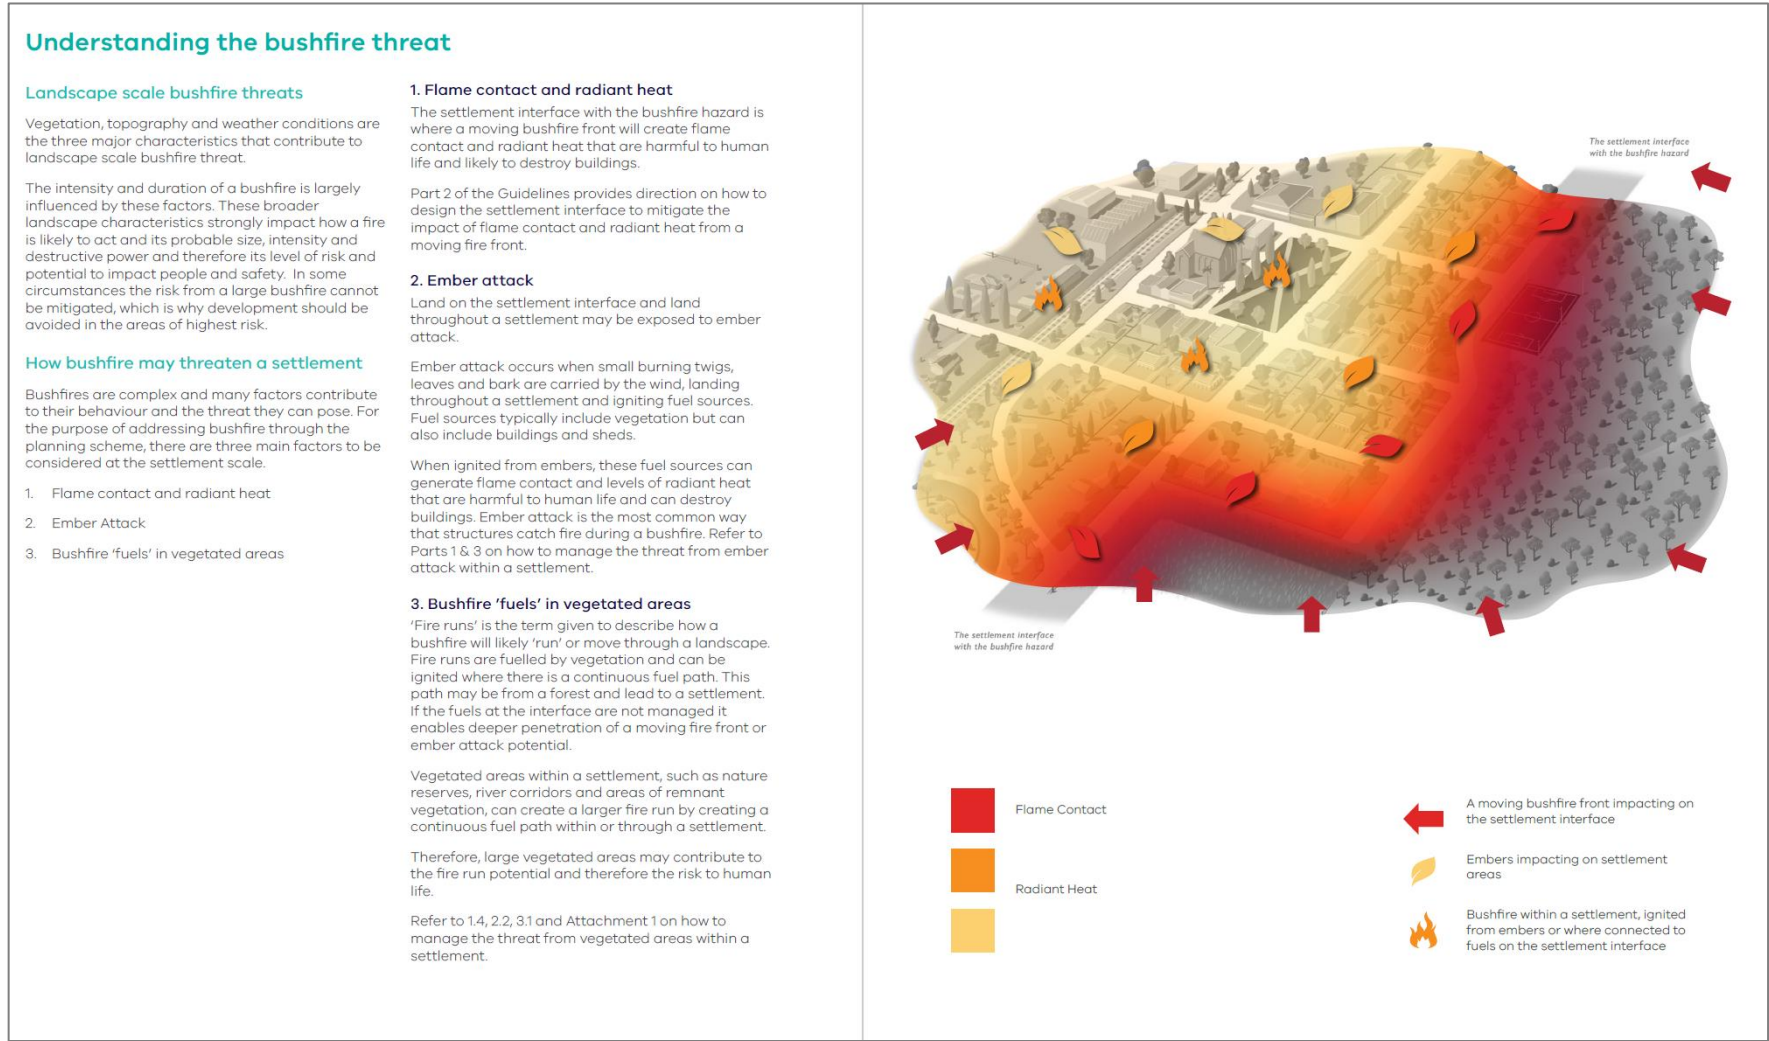 Understanding the bushfire threat
Landscape scale bushfire threats
Vegetation, topography and weather conditions are
the three major characteristics that contribute to
landscape scale bushfire threat.
The intensity and duration of a bushfire is largely
influenced by these factors. These broader
landscape characteristics strongly impact how a fire
is likely to act and its probable size, intensity and
destructive power and therefore its level of risk and
potential to impact people and safety. In some
circumstances the risk from a large bushfire cannot
be mitigated, which is why development should be
avoided in the areas of highest risk.
How bushfire may threaten a settlement
Bushfires are complex and many factors contribute
to their behaviour and the threat they can pose. For
the purpose of addressing bushfire through the
planning scheme, there are three main factors to be
considered at the settlement scale.
1. Flame contact and radiant heat
2. Ember Attack
3. Bushfire 'fuels' in vegetated areas
1. Flame contact and radiant heat
The settlement interface with the bushfire hazard is
where a moving bushfire front will create flame
contact and radiant heat that are harmful to human
life and likely to destroy buildings.
Part 2 of the Guidelines provides direction on how to
design the settlement interface to mitigate the
impact of flame contact and radiant heat from a
moving fire front.
2. Ember attack
Land on the settlement interface and land
throughout a settlement may be exposed to ember
attack.
Ember attack occurs when small burning twigs,
leaves and bark are carried by the wind, landing
throughout a settlement and igniting fuel sources.
Fuel sources typically include vegetation but can
also include buildings and sheds.
When ignited from embers, these fuel sources can
generate flame contact and levels of radiant heat
that are harmful to human life and can destroy
buildings. Ember attack is the most common way
that structures catch fire during a bushfire. Refer to
Parts 1 & 3 on how to manage the threat from ember
attack within a settlement.
3. Bushfire 'fuels' in vegetated areas
'Fire runs' is the term given to describe how a
bushfire will likely 'run' or move through a landscape.
Fire runs are fuelled by vegetation and can be
ignited where there is a continuous fuel path. This
path may be from a forest and lead to a settlement.
If the fuels at the interface are not managed it
enables deeper penetration of a moving fire front or
ember attack potential.
Vegetated areas within a settlement, such as nature
reserves, river corridors and areas of remnant
vegetation, can create a larger fire run by creating a
continuous fuel path within or through a settlement.
Therefore, large vegetated areas may contribute to
the fire run potential and therefore the risk to human
life.
Refer to 1.4, 2.2, 3.1 and Attachment 1 on how to
manage the threat from vegetated areas within a
settlement.
The settlement interface
with the bushfire hazard
The settlement interface
with the bushfire hazard
Flame Contact
Radiant Heat
A moving bushfire front impacting on
the settlement interface
Embers impacting on settlement
areas
Bushfire within a settlement, ignited
from embers or where connected to
fuels on the settlement interface